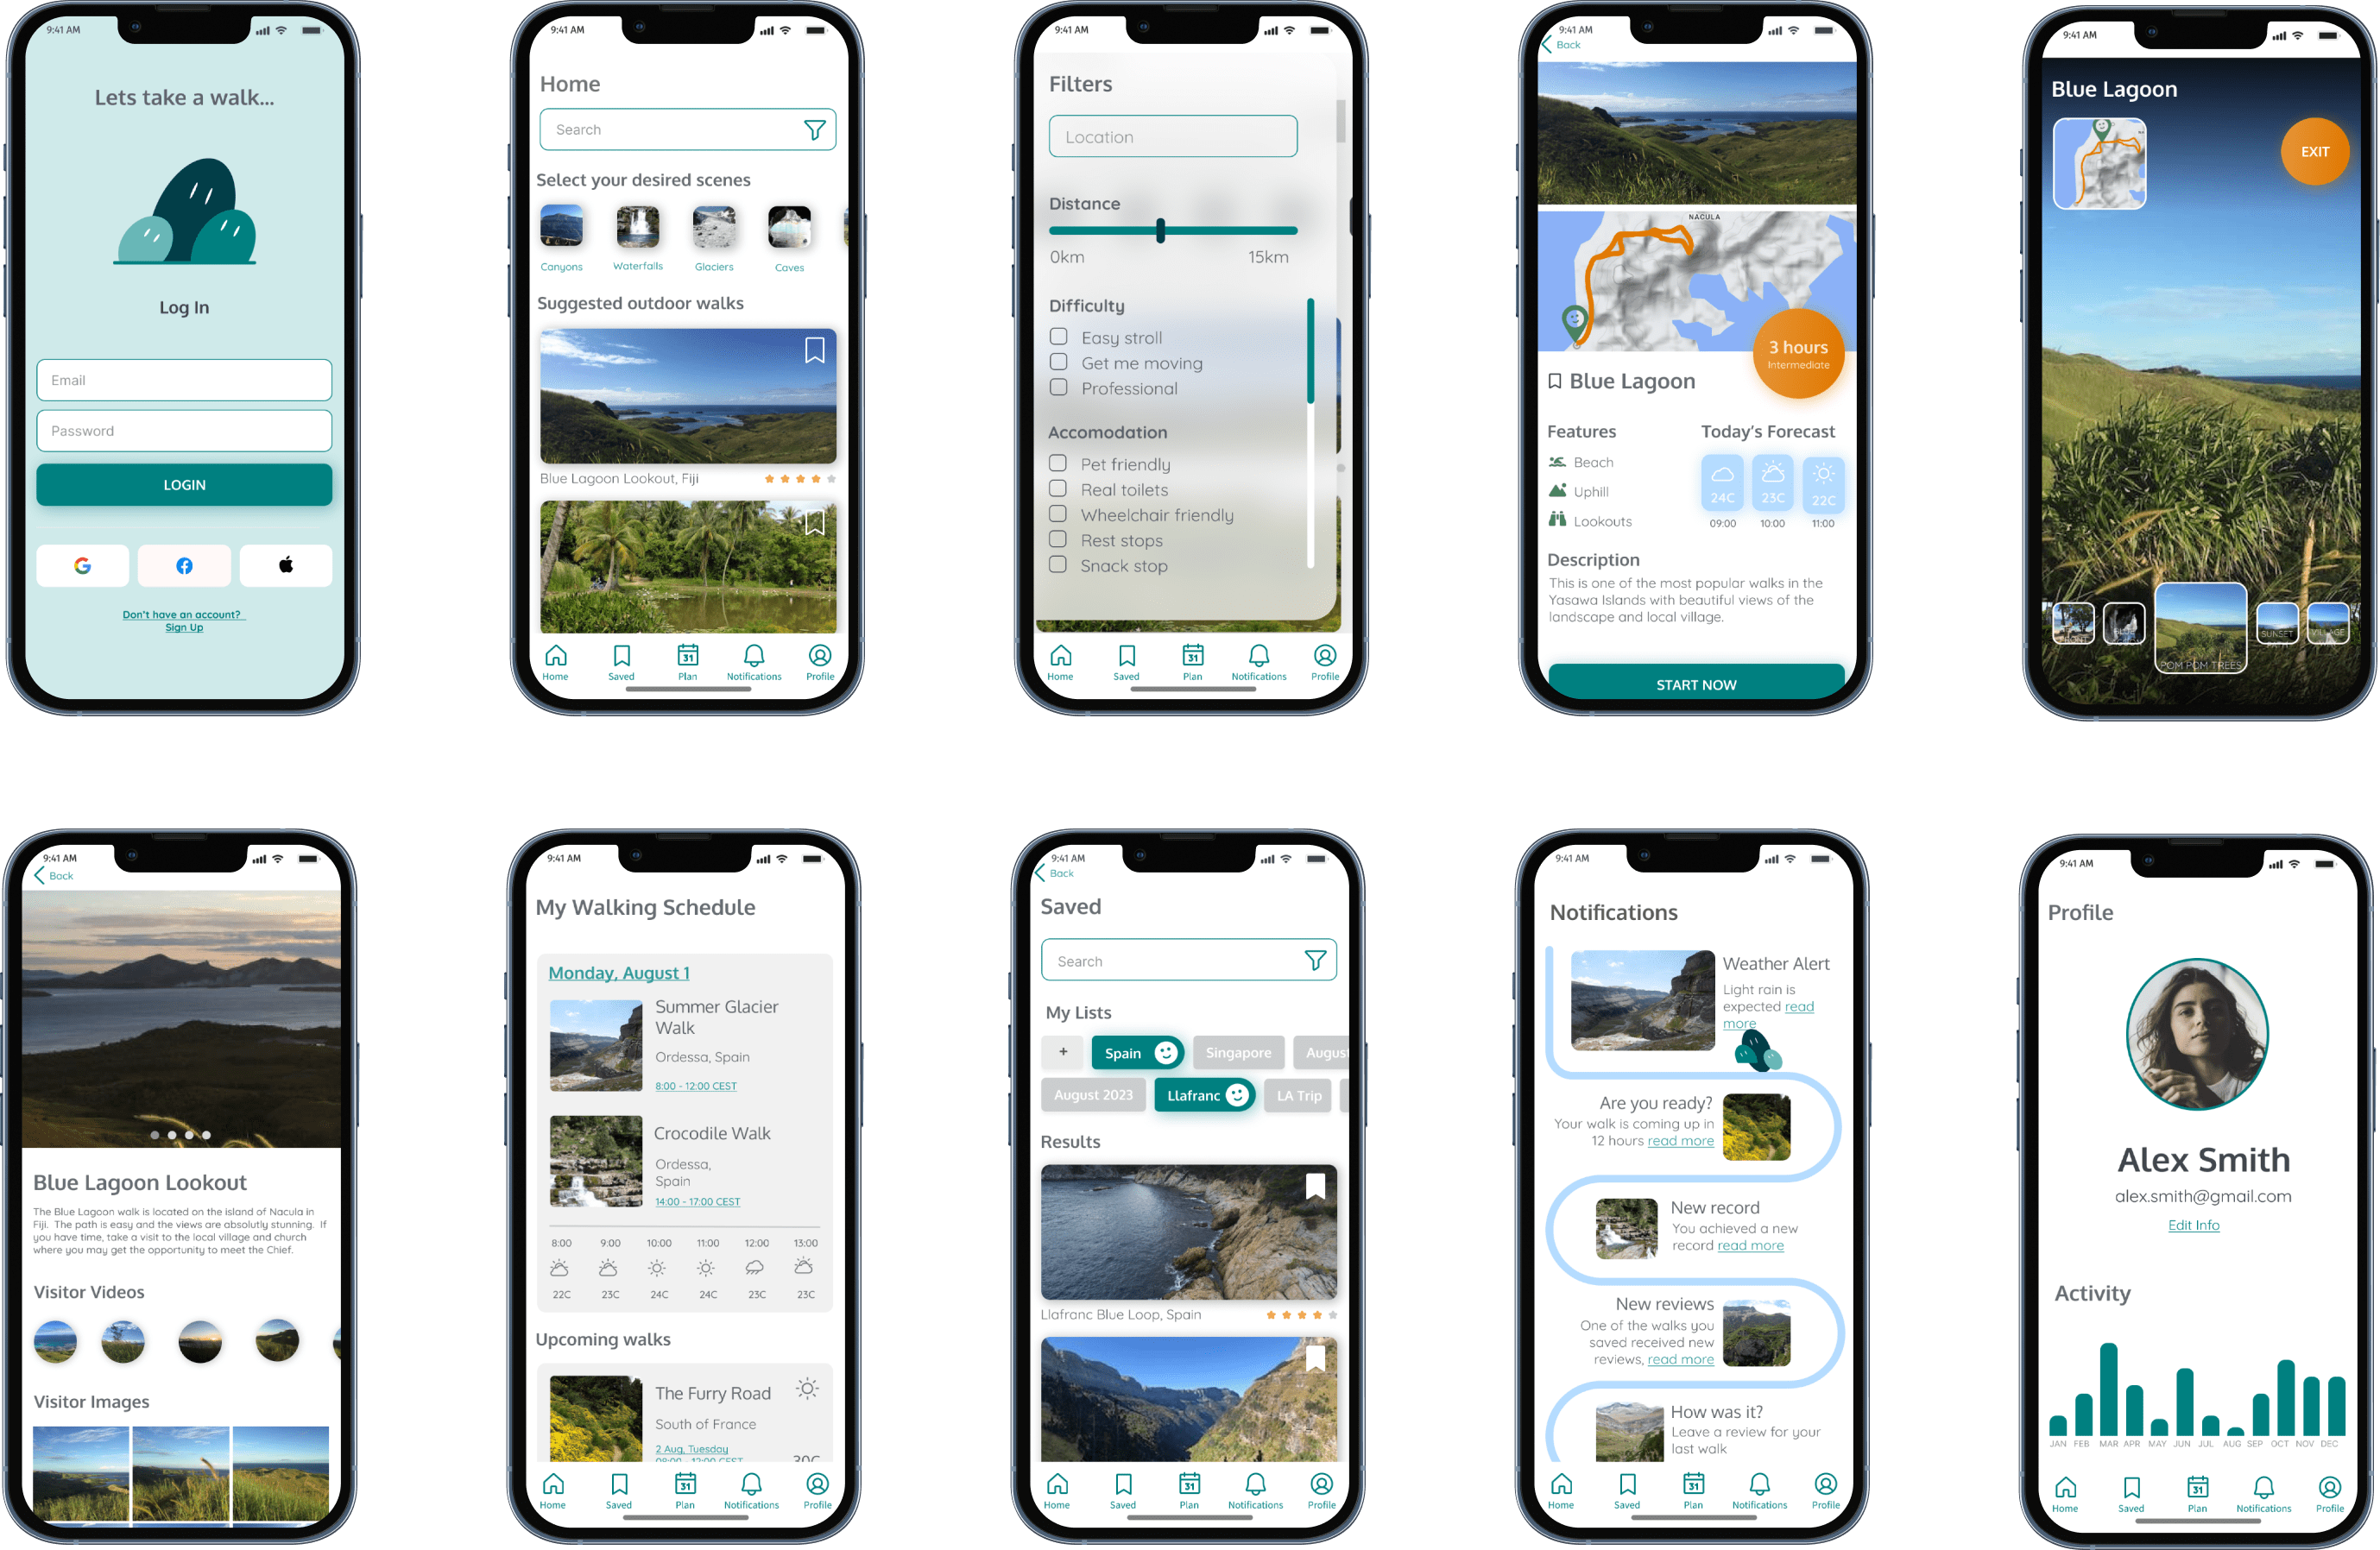 9:41 AM
Lets take a walk...
Log In
Email
Password
LOGIN
Don't have an account?
Sign Up
9:41 AM
Home
Search
Select your desired scenes
Canyons Waterfalls Glaciers Caves
Suggested outdoor walks
Blue Lagoon Lookout, Fiji
Home Saved 31 Plan Notifications Profile
9:41 AM
Filters
Location
Distance
0km 15km
Difficulty
Easy stroll
Get me moving
Professional
Accomodation
Pet friendly
Real toilets
Wheelchair friendly
Rest stops
Snack stop
Home Saved 31 Plan Notifications Profile
9:41 AM
Back
NACULA
3 hours
Intermediate
Blue Lagoon
Features Today's Forecast
Beach
Uphill
Lookouts
24C 23C 22C
09:00 10:00 11:00
Description
This is one of the most popular walks in the
Yasawa Islands with beautiful views of the
landscape and local village.
START NOW
9:41 AM
Blue Lagoon
EXIT
POM POM TREES
SUNSET
VILLAGE
9:41 AM
Back
Blue Lagoon Lookout
The Blue Lagoon walk is located on the island of Nacula in
Fiji. The path is easy and the views are absolutly stunning. If
you have time, take a visit to the local village and church
where you may get the opportunity to meet the Chief.
Visitor Videos
Visitor Images
9:41 AM
My Walking Schedule
Monday, August 1
Summer Glacier
Walk
Ordessa, Spain
8:00 - 12:00 CEST
Crocodile Walk
Ordessa,
Spain
14:00 - 17:00 CEST
8:00 9:00 10:00 11:00 12:00 13:00
22C 23C 24C 24C 23C 23C
Upcoming walks
The Furry Road
South of France
2 Aug, Tuesday
08:00 - 12:00 CEST
30C
Home Saved 31 Plan Notifications Profile
9:41 AM
Back
Saved
Search
My Lists
+ Spain Singapore August
August 2023 Llafranc LA Trip
Results
Llafranc Blue Loop, Spain
Home Saved 31 Plan Notifications Profile
9:41 AM
Notifications
Weather Alert
Light rain is
expected read
more
Are you ready?
Your walk is coming up in
12 hours read more
New record
You achieved a new
record read more
New reviews
One of the walks you
saved received new
reviews, read more
How was it?
Leave a review for your
last walk
Home Saved 31 Plan Notifications Profile
9:41 AM
Profile
Alex Smith
alex.smith@gmail.com
Edit Info
Activity
JAN FEB MAR APR MAY JUN JUL AUG SEP OCT NOV DEC
Home Saved 31 Plan Notifications Profile